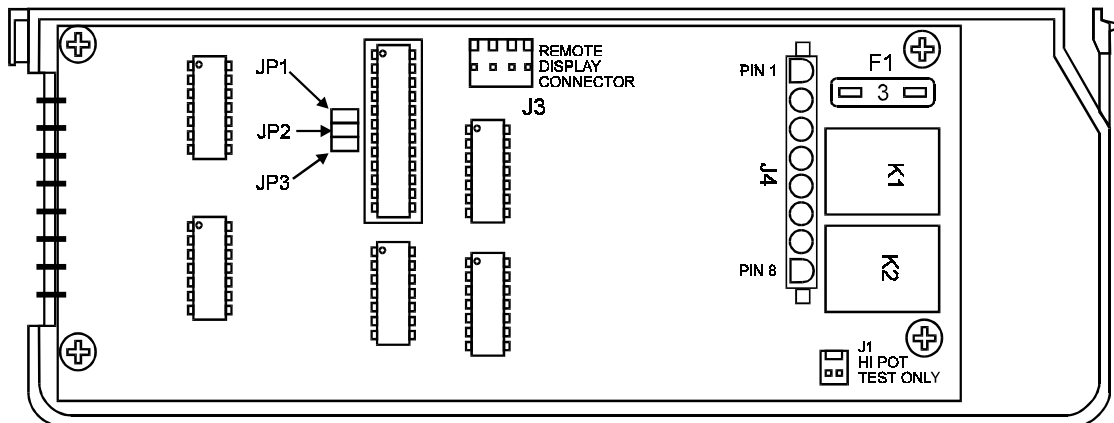 JP1
JP2
JP3
REMOTE
DISPLAY
CONNECTOR
J3
PIN 1
J4
PIN 8
F1
3
K1
K2
J1
HI POT
TEST ONLY